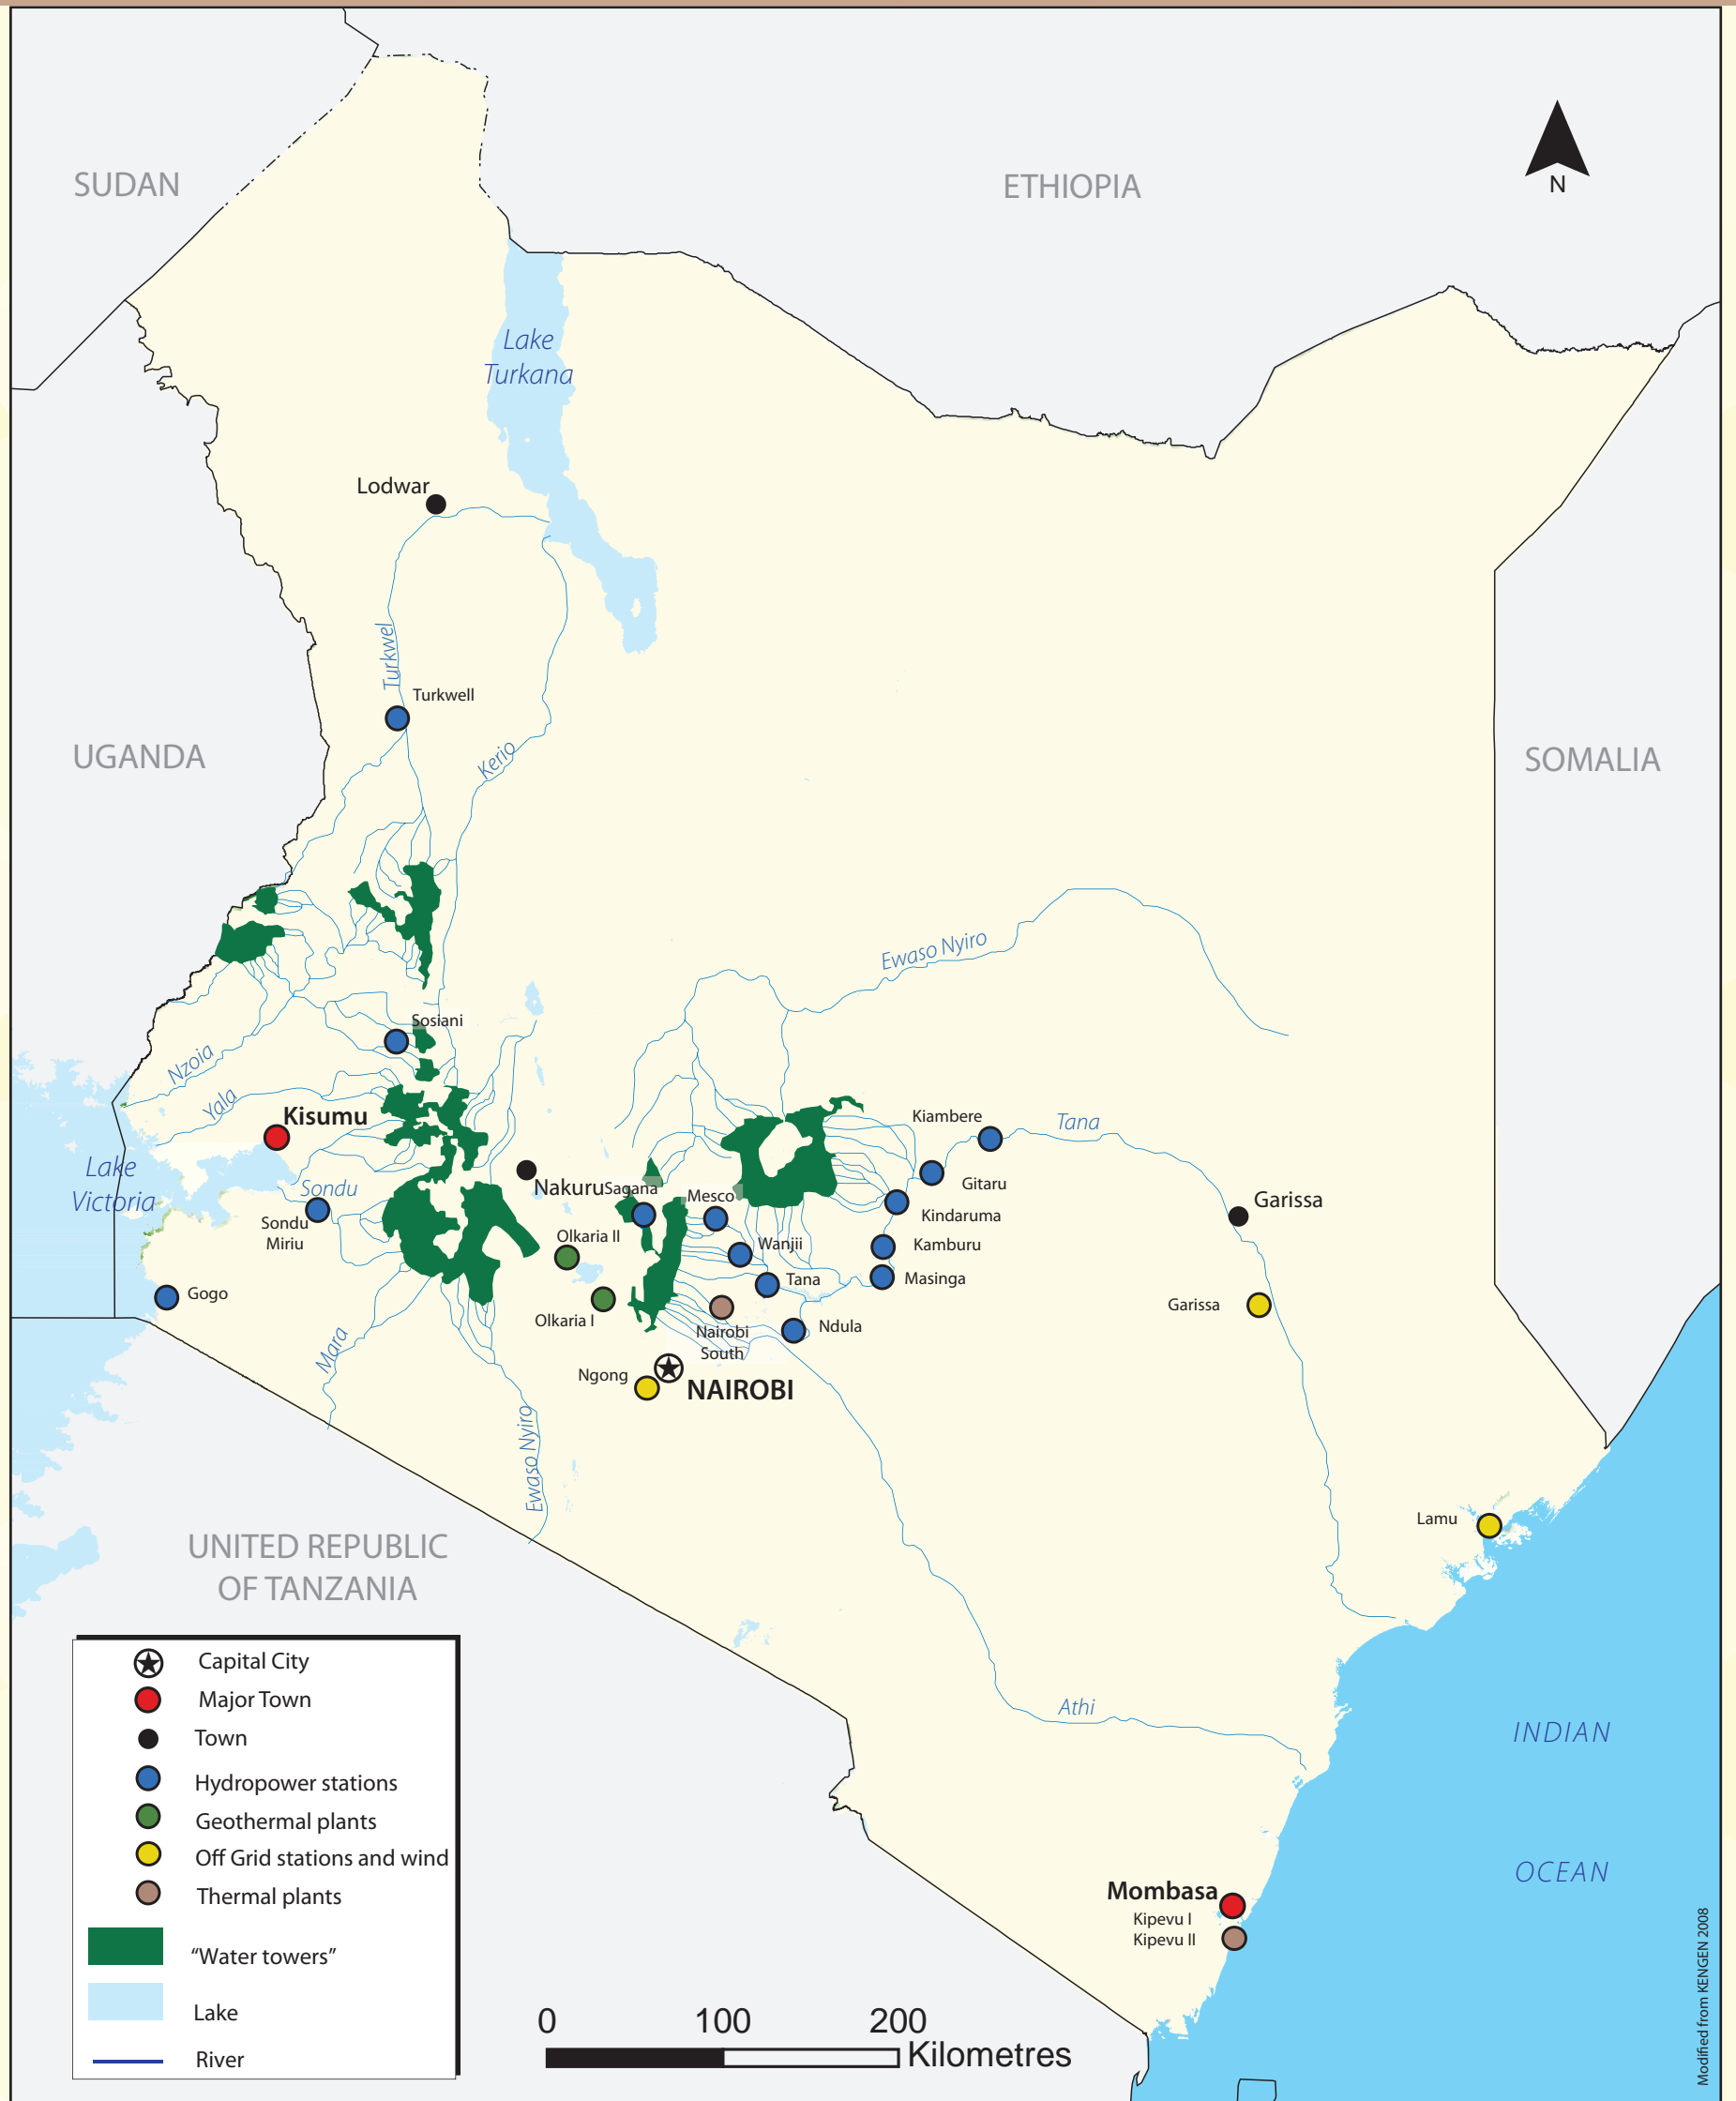 SUDAN
ETHIOPIA
N
Lake
Turkana
Lodwar
Turkwel
Turkwell
UGANDA
Kerio
SOMALIA
Ewaso Nyiro
Sosiani
Nzoia
Yala
Kisumu
Kiambere
Tana
Lake
Victoria
Sondu
Nakuru
Sagana
Mesco
Gitaru
Garissa
Sondu
Miriu
Kindaruma
Olkaria II
Wanjii
Kamburu
Tana
Masinga
Gogo
Olkaria I
Garissa
Nairobi
South
Ndula
Mara
Ngong
NAIROBI
Ewaso Nyiro
Lamu
UNITED REPUBLIC
OF TANZANIA
Athi
INDIAN
OCEAN
Mombasa
Kipevu I
Kipevu II
Capital City
Major Town
Town
Hydropower stations
Geothermal plants
Off Grid stations and wind
Thermal plants
“Water towers”
Lake
River
0 100 200
Kilometres
Modified from KENGEN 2008